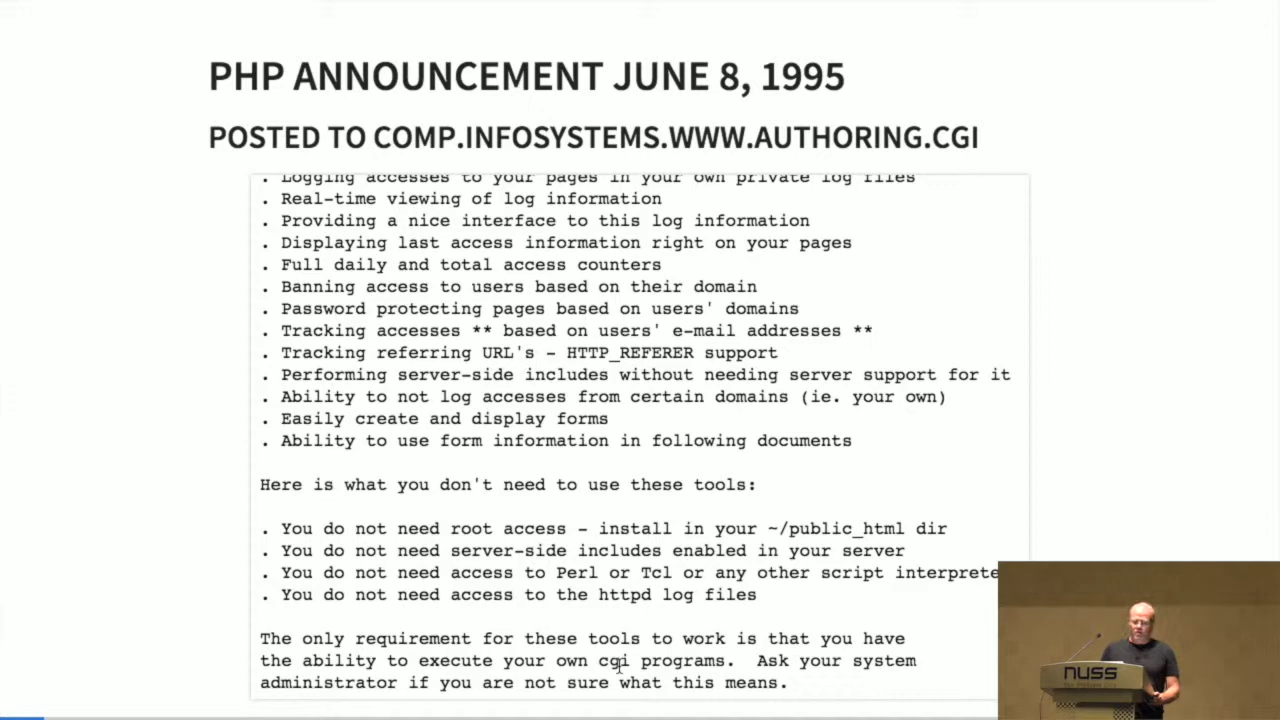 PHP ANNOUNCEMENT JUNE 8, 1995
POSTED TO COMP.INFOSYSTEMS.WWW.AUTHORING.CGI
. Logging accesses to your pages in your own private log files
. Real-time viewing of log information
. Providing a nice interface to this log information
. Displaying last access information right on your pages
. Full daily and total access counters
. Banning access to users based on their domain
. Password protecting pages based on users' domains
. Tracking accesses ** based on users' e-mail addresses **
. Tracking referring URL's - HTTP_REFERER support
. Performing server-side includes without needing server support for it
. Ability to not log accesses from certain domains (ie. your own)
. Easily create and display forms
. Ability to use form information in following documents
Here is what you don't need to use these tools:
. You do not need root access - install in your ~/public_html dir
. You do not need server-side includes enabled in your server
. You do not need access to Perl or Tcl or any other script interprete
. You do not need access to the httpd log files
The only requirement for these tools to work is that you have
the ability to execute your own cgi programs. Ask your system
administrator if you are not sure what this means.
nuss